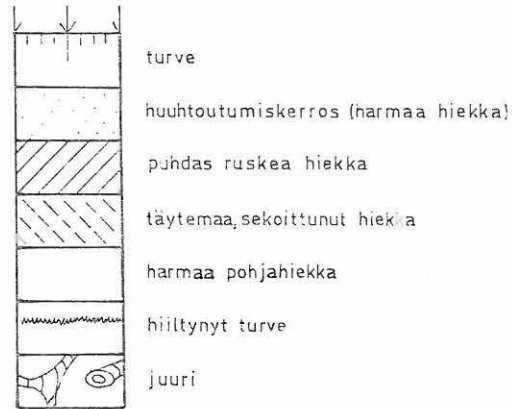 turve
huuhtoutumiskerros (harmaa hiekka)
puhdas ruskea hiekka
täytemaa, sekoittunut hiekka
harmaa pohjahiekka
hiiltynyt turve
juuri